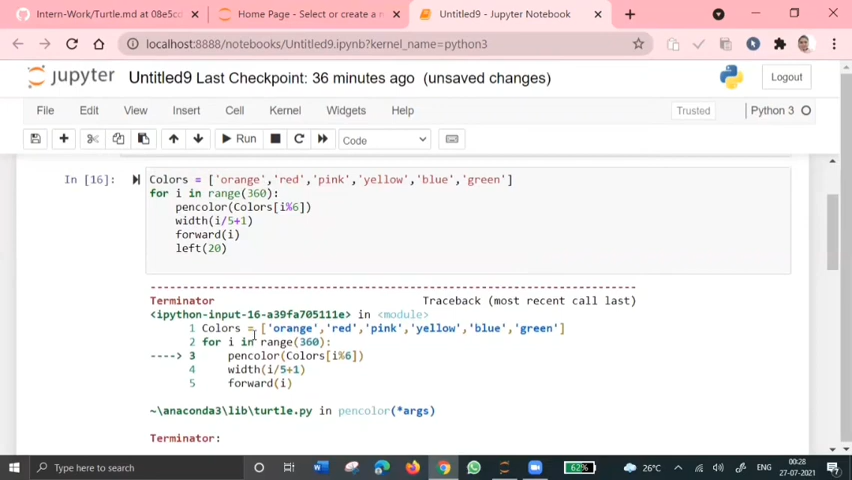 Intern-Work/Turtle.md at 08e5cc
Home Page - Select or create a n
Untitled9 - Jupyter Notebook
localhost:8888/notebooks/Untitled9.ipynb?kernel_name=python3
jupyter
Untitled9 Last Checkpoint: 36 minutes ago (unsaved changes)
Logout
File Edit View Insert Cell Kernel Widgets Help
Trusted
Python 3
Run
Code
In [16]:
Colors = ['orange','red','pink','yellow','blue','green']
for i in range(360):
pencolor(Colors[i%6])
width(i/5+1)
forward(i)
left(20)
---------------------------------------------------------------------------
Terminator Traceback (most recent call last)
<ipython-input-16-a39fa705111e> in <module>
1 Colors = ['orange','red','pink','yellow','blue','green']
2 for i in range(360):
----> 3 pencolor(Colors[i%6])
4 width(i/5+1)
5 forward(i)
~\anaconda3\lib\turtle.py in pencolor(*args)
Terminator:
Type here to search
62%
26°C
ENG
00:28
27-07-2021